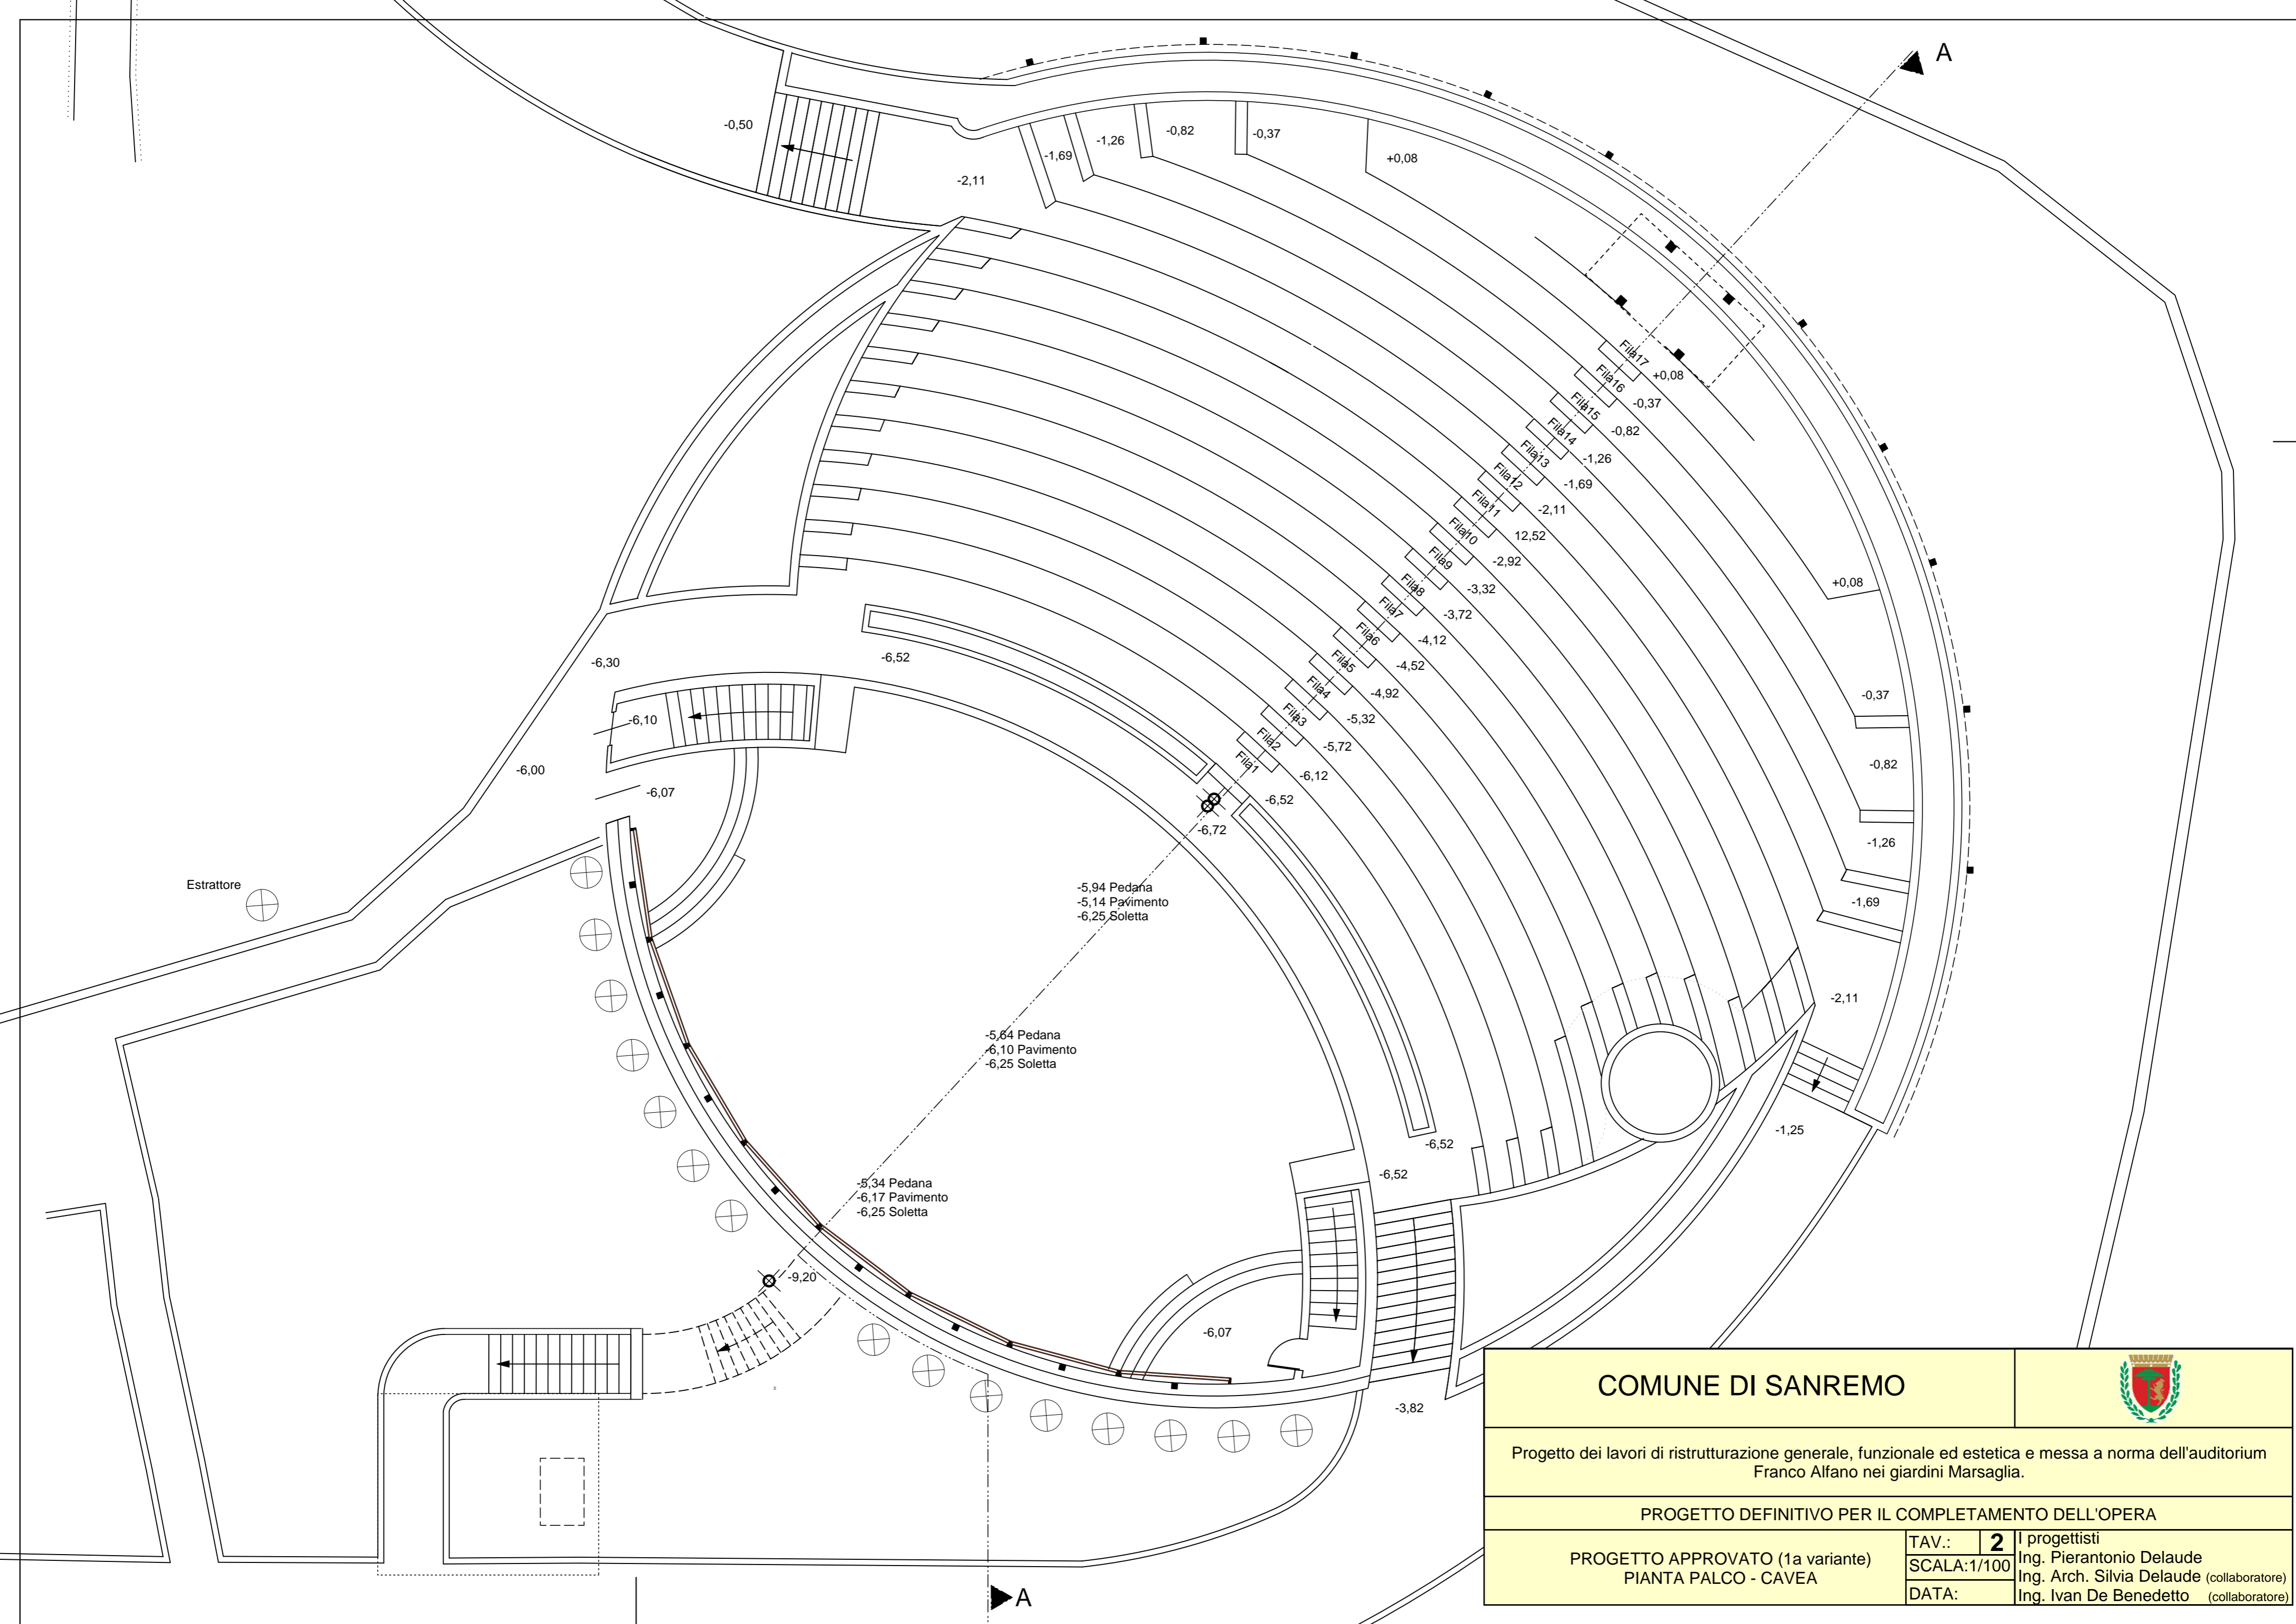 A
-0,50
-2,11
-1,69
-1,26
-0,82
-0,37
+0,08
Fila17
+0,08
Fila16
-0,37
Fila15
-0,82
Fila14
-1,26
Fila13
-1,69
Fila12
-2,11
Fila11
12,52
Fila10
-2,92
Fila9
-3,32
Fila8
-3,72
Fila7
-4,12
Fila6
-4,52
Fila5
-4,92
Fila4
-5,32
Fila3
-5,72
Fila2
-6,12
Fila1
-6,52
-6,72
+0,08
-0,37
-0,82
-1,26
-1,69
-2,11
-1,25
-6,30
-6,52
-6,10
-6,00
-6,07
Estrattore
-5,94 Pedana
-5,14 Pavimento
-6,25 Soletta
-5,64 Pedana
-6,10 Pavimento
-6,25 Soletta
-5,34 Pedana
-6,17 Pavimento
-6,25 Soletta
-6,52
-6,52
-9,20
-6,07
-3,82
A
COMUNE DI SANREMO
Progetto dei lavori di ristrutturazione generale, funzionale ed estetica e messa a norma dell'auditorium
Franco Alfano nei giardini Marsaglia.
PROGETTO DEFINITIVO PER IL COMPLETAMENTO DELL'OPERA
PROGETTO APPROVATO (1a variante)
PIANTA PALCO - CAVEA
TAV.: 2
SCALA:1/100
DATA:
I progettisti
Ing. Pierantonio Delaude
Ing. Arch. Silvia Delaude (collaboratore)
Ing. Ivan De Benedetto (collaboratore)